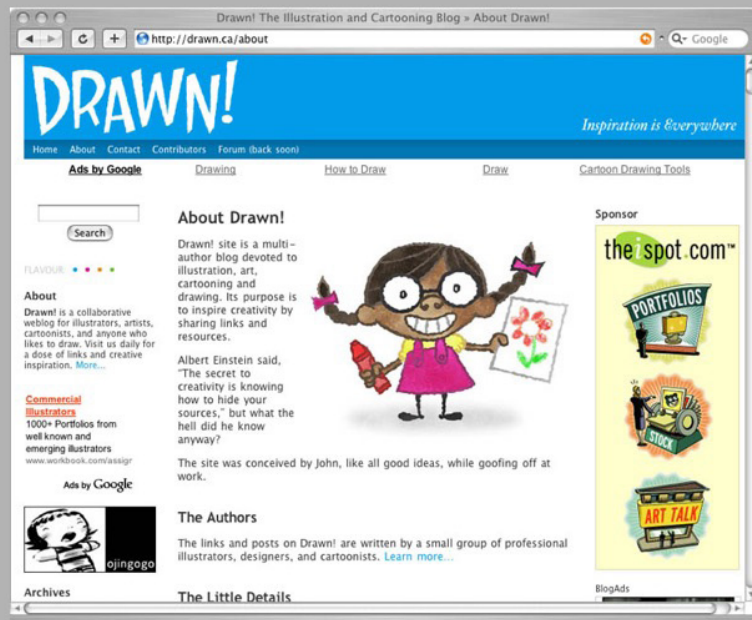 Drawn! The Illustration and Cartooning Blog » About Drawn!
http://drawn.ca/about
Google
DRAWN!
Inspiration is Everywhere
Home About Contact Contributors Forum (back soon)
Ads by Google Drawing How to Draw Draw Cartoon Drawing Tools
Search
FLAVOUR:
About
Drawn! is a collaborative
weblog for illustrators, artists,
cartoonists, and anyone who
likes to draw. Visit us daily for
a dose of links and creative
inspiration. More...
Commercial
Illustrators
1000+ Portfolios from
well known and
emerging illustrators
www.workbook.com/assigr
Ads by Google
ojingogo
Archives
About Drawn!
Drawn! site is a multi-
author blog devoted to
illustration, art,
cartooning and
drawing. Its purpose is
to inspire creativity by
sharing links and
resources.
Albert Einstein said,
"The secret to
creativity is knowing
how to hide your
sources," but what the
hell did he know
anyway?
The site was conceived by John, like all good ideas, while goofing off at
work.
The Authors
The links and posts on Drawn! are written by a small group of professional
illustrators, designers, and cartoonists. Learn more...
The Little Details
Sponsor
theispot.com™
PORTFOLIOS
STOCK
ART TALK
BlogAds